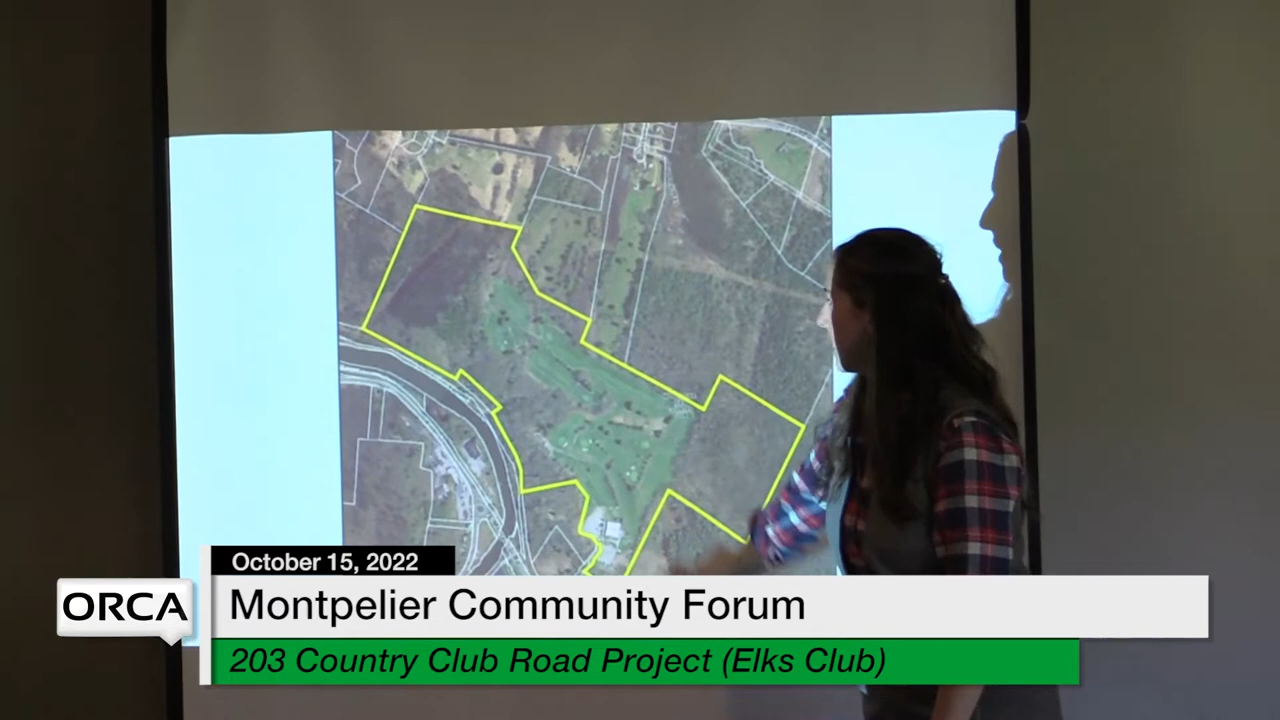 October 15, 2022
ORCA
Montpelier Community Forum
203 Country Club Road Project (Elks Club)